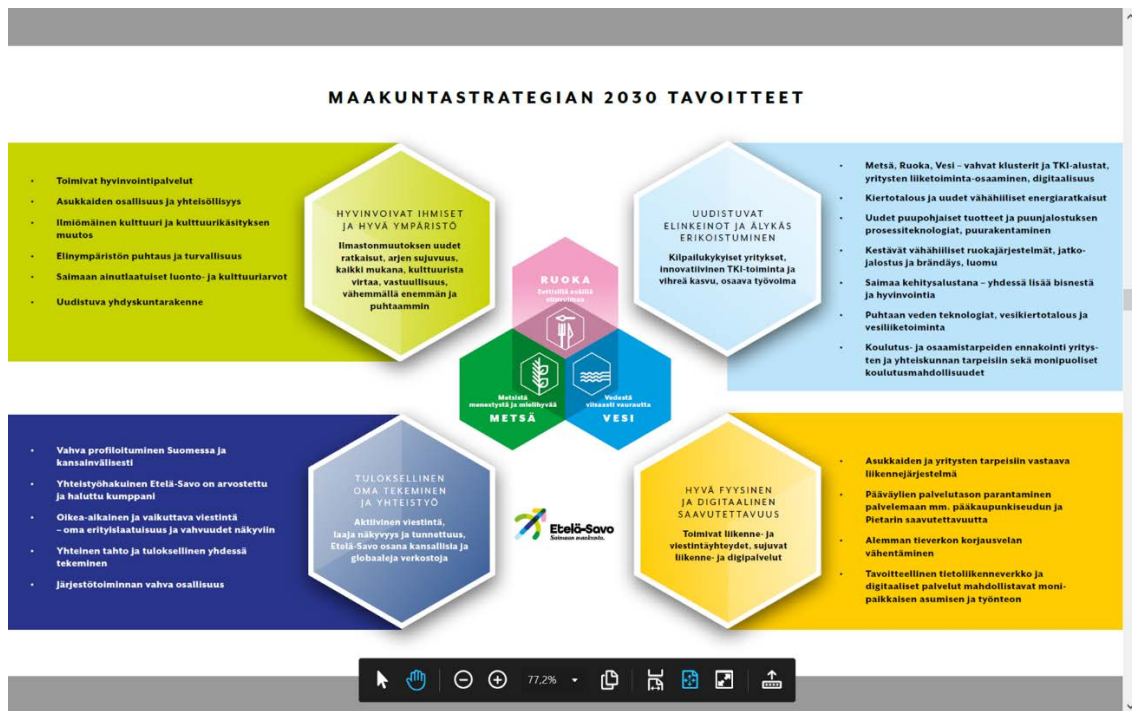 MAAKUNTASTRATEGIAN 2030 TAVOITTEET
Toimivat hyvinvointipalvelut
Asukkaiden osallisuus ja yhteisöllisyys
Ilmiömäinen kulttuuri ja kulttuurikäsityksen
muutos
Elinympäristön puhtaus ja turvallisuus
Saimaan ainutlaatuiset luonto- ja kulttuuriarvot
Uudistuva yhdyskuntarakenne
HYVINVOIVAT IHMISET
JA HYVÄ YMPÄRISTÖ
Ilmastonmuutoksen uudet
ratkaisut, arjen sujuvuus,
kaikki mukana, kulttuurista
virtaa, vastuullisuus,
vähemmällä enemmän ja
puhtaammin
UUDISTUVAT
ELINKEINOT JA ÄLYKÄS
ERIKOISTUMINEN
Kilpailukykyiset yritykset,
innovatiivinen TKI-toiminta ja
vihreä kasvu, osaava työvoima
Metsä, Ruoka, Vesi – vahvat klusterit ja TKI-alustat,
yritysten liiketoiminta-osaaminen, digitaalisuus
Kiertotalous ja uudet vähähiiliset energiaratkaisut
Uudet puupohjaiset tuotteet ja puunjalostuksen
prosessiteknologiat, puurakentaminen
Kestävät vähähiiliset ruokajärjestelmät, jatko-
jalostus ja brändäys, luomu
Saimaa kehitysalustana – yhdessä lisää bisnestä
ja hyvinvointia
Puhtaan veden teknologiat, vesikiertotalous ja
vesiliiketoiminta
Koulutus- ja osaamistarpeiden ennakointi yritys-
ten ja yhteiskunnan tarpeisiin sekä monipuoliset
koulutusmahdollisuudet
RUOKA
Metsistä
menestystä ja mielihyvää
METSÄ
Vedestä
viisaasti vaurautta
VESI
Vahva profiloituminen Suomessa ja
kansainvälisesti
Yhteistyöhakuinen Etelä-Savo on arvostettu
ja haluttu kumppani
Oikea-aikainen ja vaikuttava viestintä
– oma erityislaatuisuus ja vahvuudet näkyviin
Yhteinen tahto ja tuloksellinen yhdessä
tekeminen
Järjestötoiminnan vahva osallisuus
TULOKSELLINEN
OMA TEKEMINEN
JA YHTEISTYÖ
Aktiivinen viestintä,
laaja näkyvyys ja tunnettuus,
Etelä-Savo osana kansallisia ja
globaaleja verkostoja
Etelä-Savo
Saimaan maakunta.
HYVÄ FYYSINEN
JA DIGITAALINEN
SAAVUTETTAVUUS
Toimivat liikenne- ja
viestintäyhteydet, sujuvat
liikenne- ja digipalvelut
Asukkaiden ja yritysten tarpeisiin vastaava
liikennejärjestelmä
Pääväylien palvelutason parantaminen
palvelemaan mm. pääkaupunkiseudun ja
Pietarin saavutettavuutta
Alemman tieverkon korjausvelan
vähentäminen
Tavoitteellinen tietoliikenneverkko ja
digitaaliset palvelut mahdollistavat moni-
paikkaisen asumisen ja työnteon
77,2%